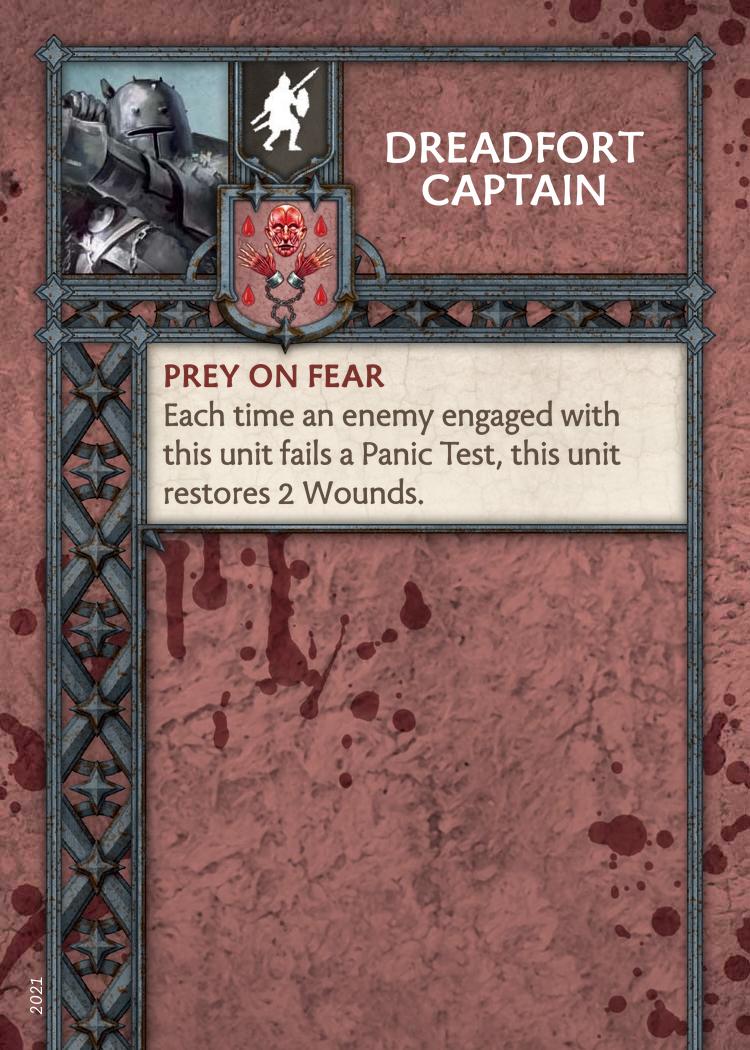 DREADFORT
CAPTAIN
PREY ON FEAR
Each time an enemy engaged with
this unit fails a Panic Test, this unit
restores 2 Wounds.
2021